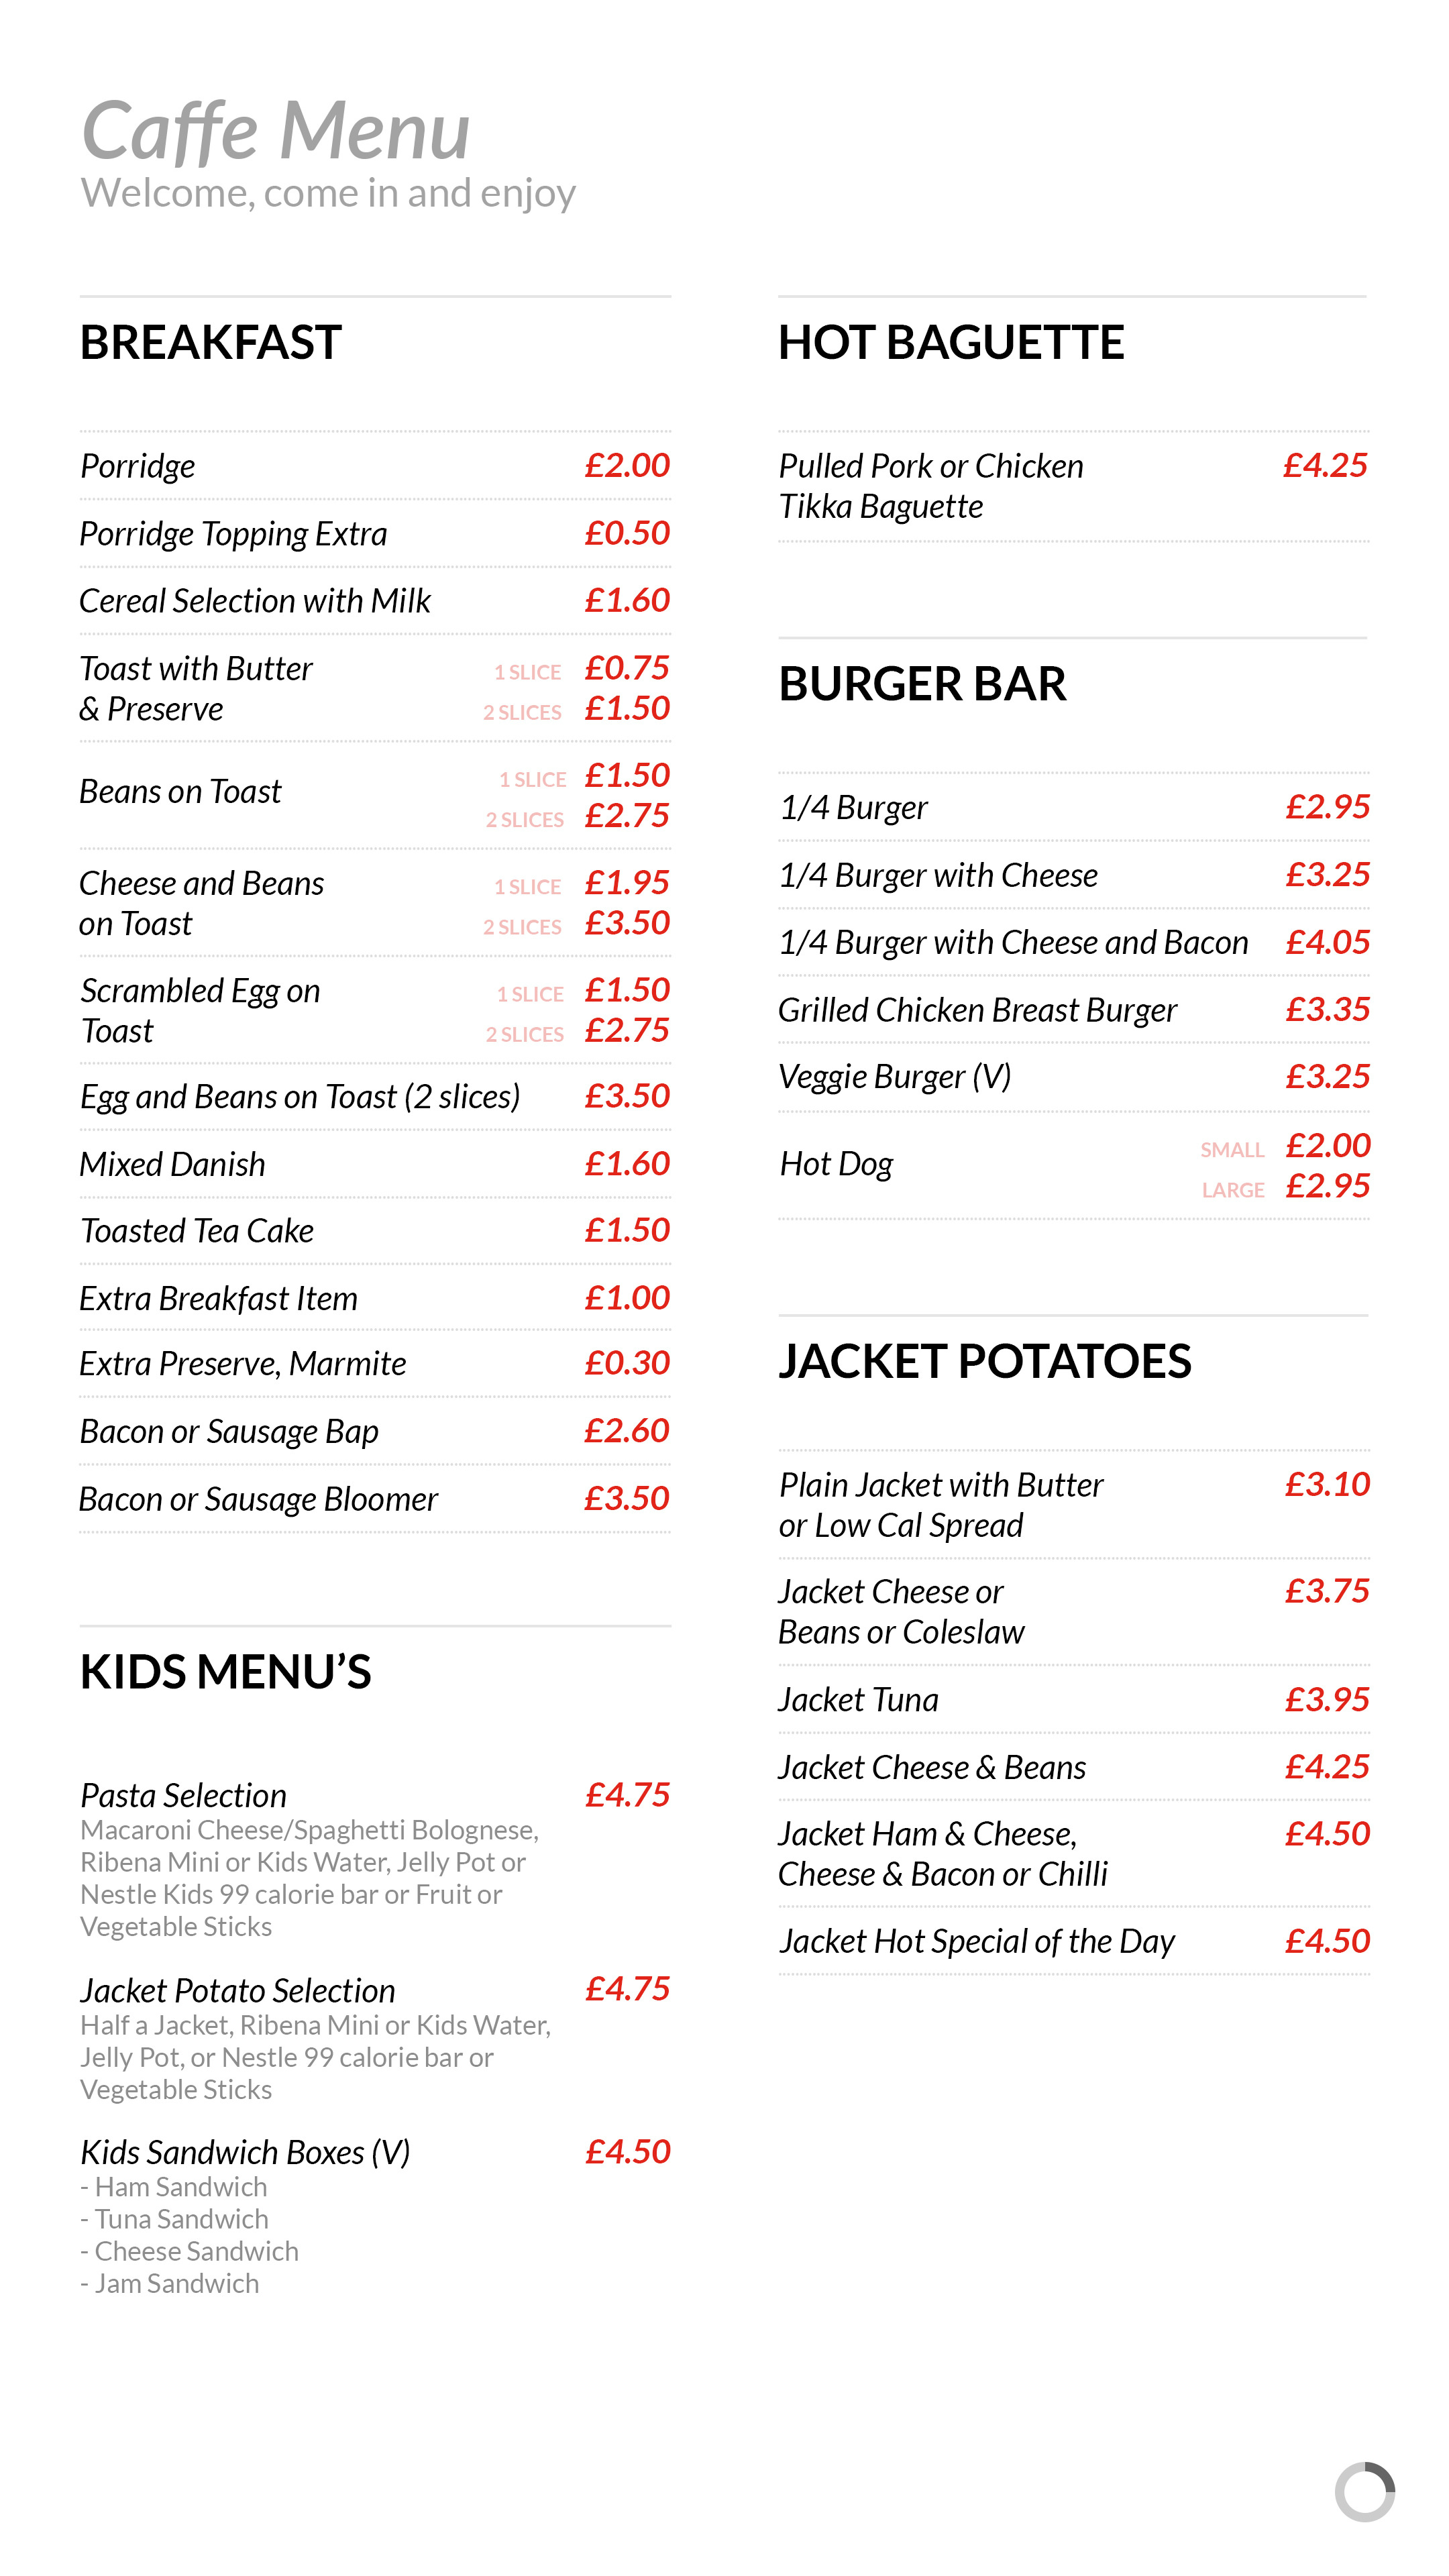 Caffe Menu
Welcome, come in and enjoy
BREAKFAST
Porridge £2.00
Porridge Topping Extra £0.50
Cereal Selection with Milk £1.60
Toast with Butter 1 SLICE £0.75
& Preserve 2 SLICES £1.50
Beans on Toast 1 SLICE £1.50
2 SLICES £2.75
Cheese and Beans 1 SLICE £1.95
on Toast 2 SLICES £3.50
Scrambled Egg on 1 SLICE £1.50
Toast 2 SLICES £2.75
Egg and Beans on Toast (2 slices) £3.50
Mixed Danish £1.60
Toasted Tea Cake £1.50
Extra Breakfast Item £1.00
Extra Preserve, Marmite £0.30
Bacon or Sausage Bap £2.60
Bacon or Sausage Bloomer £3.50
KIDS MENU’S
Pasta Selection £4.75
Macaroni Cheese/Spaghetti Bolognese,
Ribena Mini or Kids Water, Jelly Pot or
Nestle Kids 99 calorie bar or Fruit or
Vegetable Sticks
Jacket Potato Selection £4.75
Half a Jacket, Ribena Mini or Kids Water,
Jelly Pot, or Nestle 99 calorie bar or
Vegetable Sticks
Kids Sandwich Boxes (V) £4.50
- Ham Sandwich
- Tuna Sandwich
- Cheese Sandwich
- Jam Sandwich
HOT BAGUETTE
Pulled Pork or Chicken £4.25
Tikka Baguette
BURGER BAR
1/4 Burger £2.95
1/4 Burger with Cheese £3.25
1/4 Burger with Cheese and Bacon £4.05
Grilled Chicken Breast Burger £3.35
Veggie Burger (V) £3.25
Hot Dog SMALL £2.00
LARGE £2.95
JACKET POTATOES
Plain Jacket with Butter £3.10
or Low Cal Spread
Jacket Cheese or £3.75
Beans or Coleslaw
Jacket Tuna £3.95
Jacket Cheese & Beans £4.25
Jacket Ham & Cheese, £4.50
Cheese & Bacon or Chilli
Jacket Hot Special of the Day £4.50